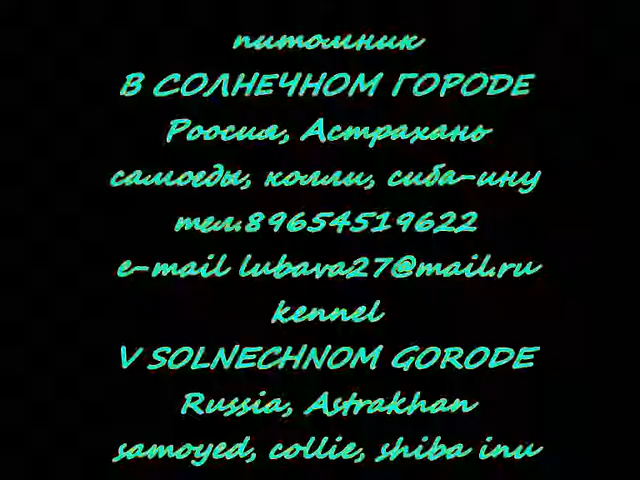 питомник
В СОЛНЕЧНОМ ГОРОДЕ
Роосия, Астрахань
самоеды, колли, сиба-ину
тел.89654519622
e-mail lubava27@mail.ru
kennel
V SOLNECHNOM GORODE
Russia, Astrakhan
samoyed, collie, shiba inu